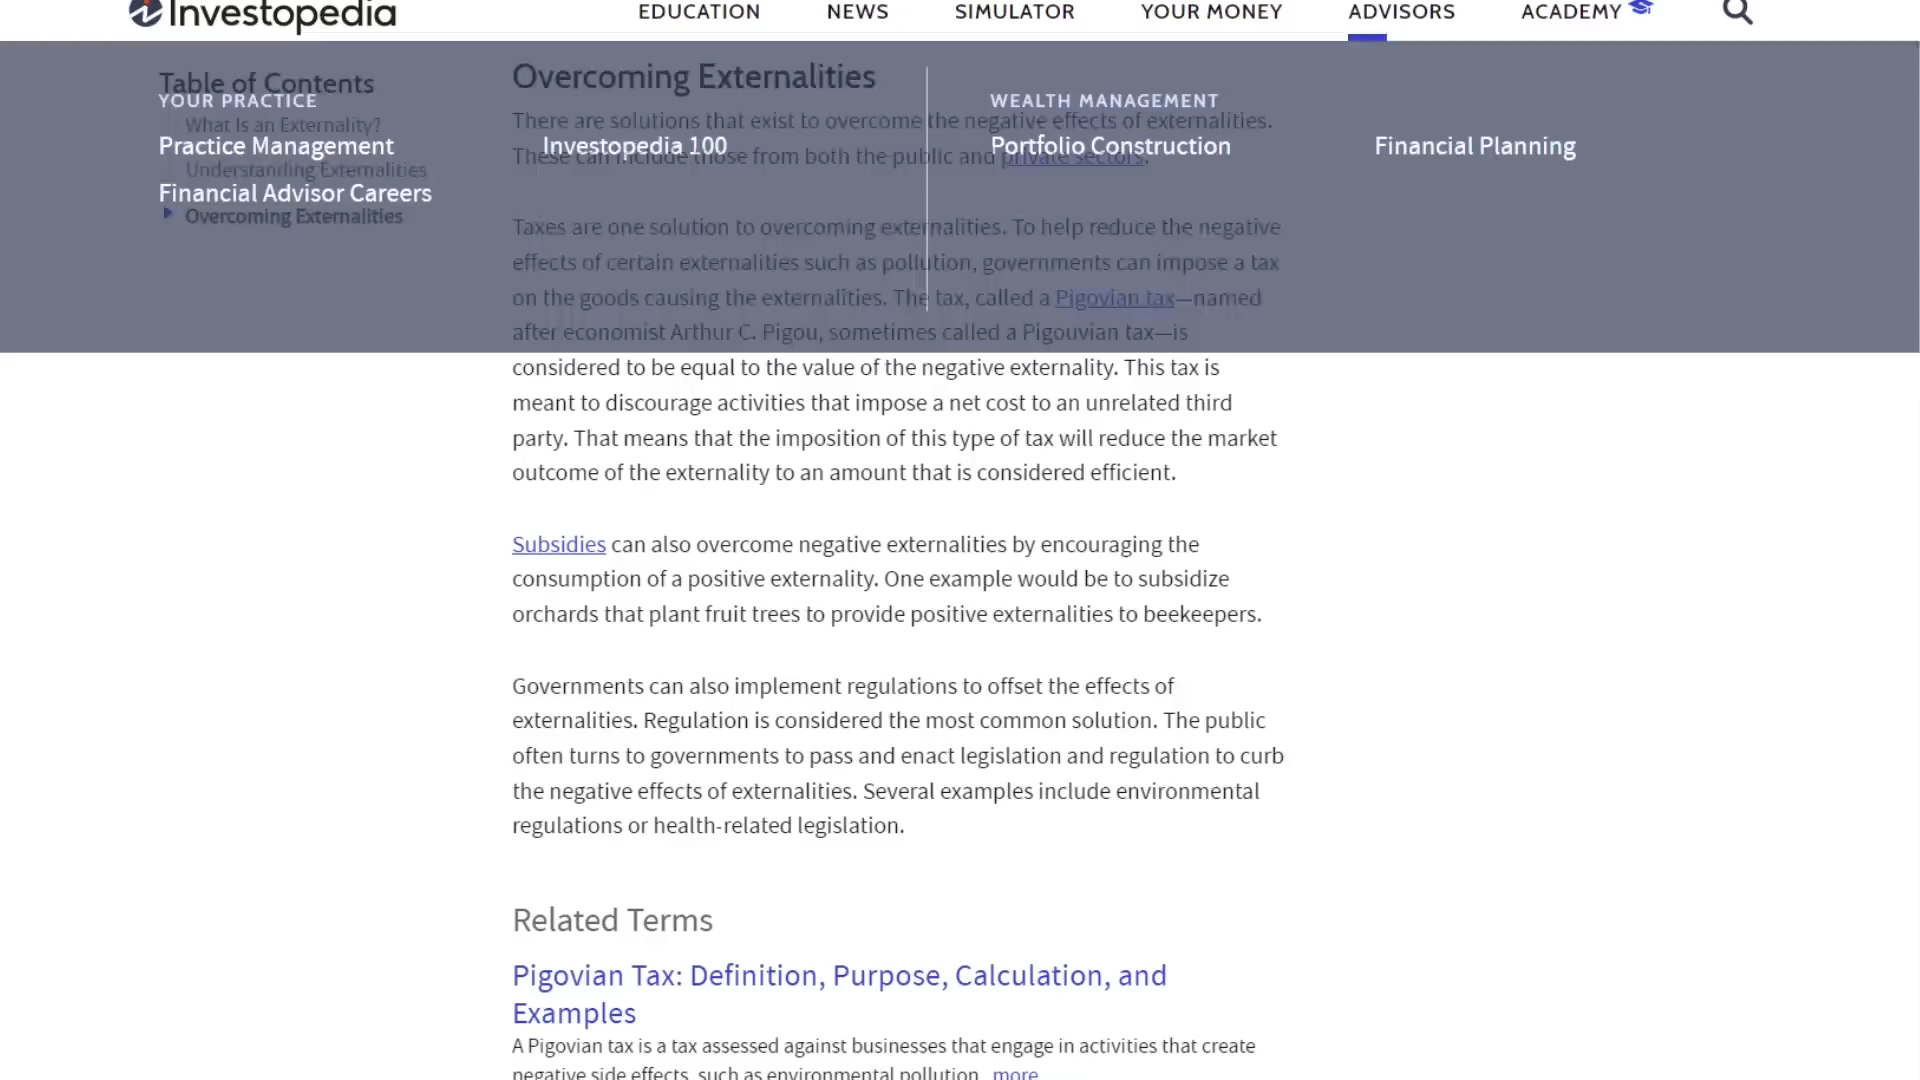 Investopedia
EDUCATION
NEWS
SIMULATOR
YOUR MONEY
ADVISORS
ACADEMY
Table of Contents
What Is an Externality?
Understanding Externalities
Overcoming Externalities
YOUR PRACTICE
Practice Management
Investopedia 100
Financial Advisor Careers
WEALTH MANAGEMENT
Portfolio Construction
Financial Planning
Overcoming Externalities
There are solutions that exist to overcome the negative effects of externalities.
These can include those from both the public and private sectors.
Taxes are one solution to overcoming externalities. To help reduce the negative
effects of certain externalities such as pollution, governments can impose a tax
on the goods causing the externalities. The tax, called a Pigovian tax—named
after economist Arthur C. Pigou, sometimes called a Pigouvian tax—is
considered to be equal to the value of the negative externality. This tax is
meant to discourage activities that impose a net cost to an unrelated third
party. That means that the imposition of this type of tax will reduce the market
outcome of the externality to an amount that is considered efficient.
Subsidies can also overcome negative externalities by encouraging the
consumption of a positive externality. One example would be to subsidize
orchards that plant fruit trees to provide positive externalities to beekeepers.
Governments can also implement regulations to offset the effects of
externalities. Regulation is considered the most common solution. The public
often turns to governments to pass and enact legislation and regulation to curb
the negative effects of externalities. Several examples include environmental
regulations or health-related legislation.
Related Terms
Pigovian Tax: Definition, Purpose, Calculation, and
Examples
A Pigovian tax is a tax assessed against businesses that engage in activities that create
negative side effects, such as environmental pollution. more